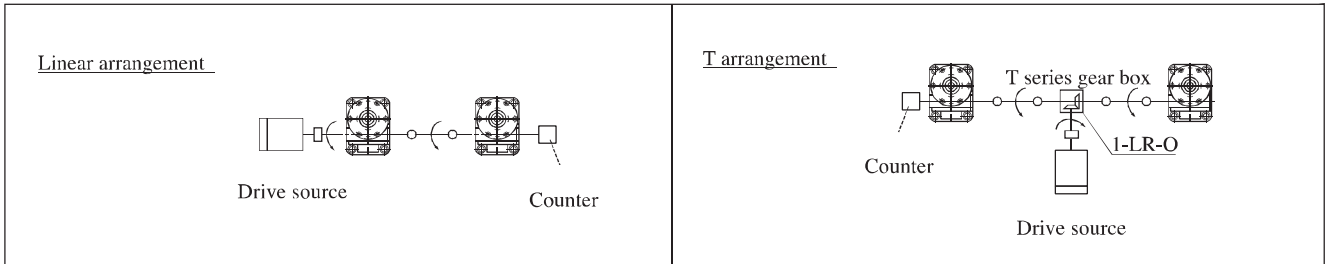 Linear arrangement
Drive source
Counter
T arrangement
T series gear box
1-LR-O
Counter
Drive source